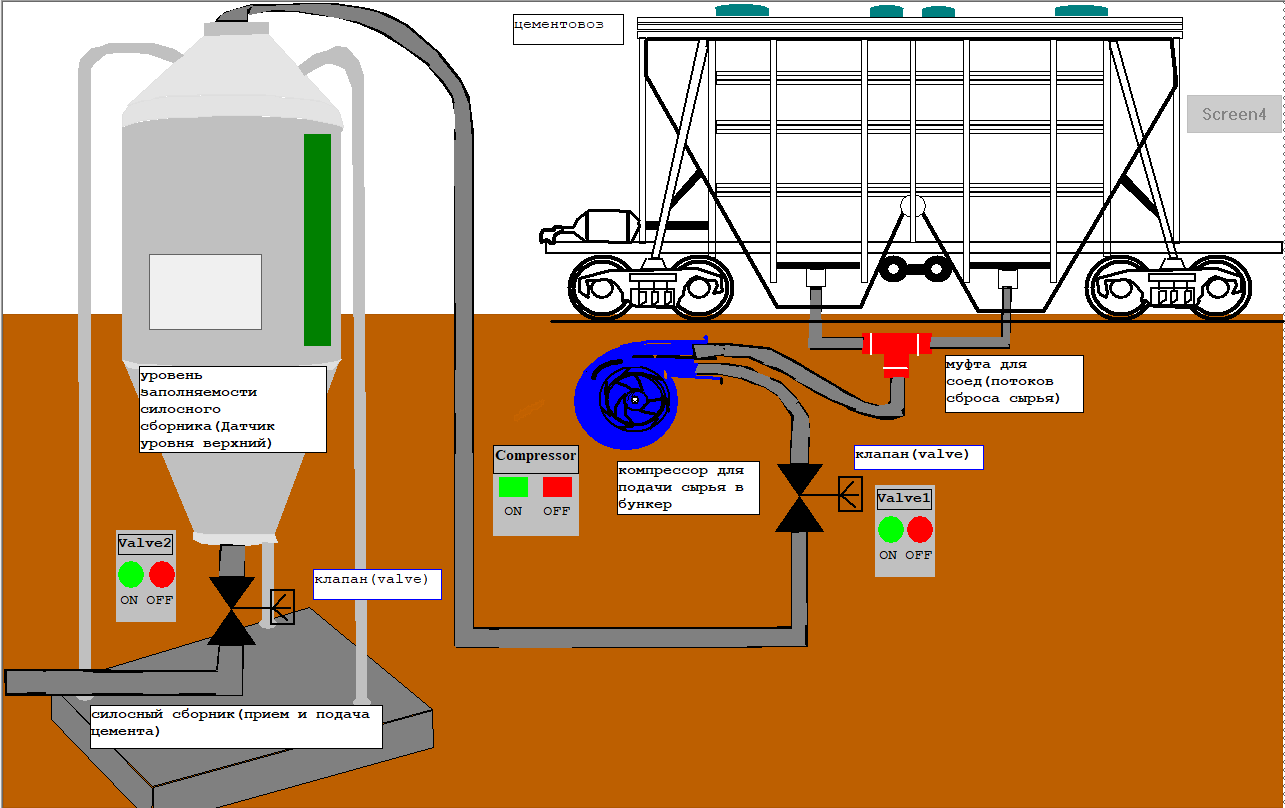 цементовоз
Screen4
уровень
заполняемости
силосного
сборника(Датчик
уровня верхний)
муфта для
соед(потоков
сброса сырья)
Compressor
ON OFF
компрессор для
подачи сырья в
бункер
клапан(valve)
Valve1
ON OFF
Valve2
ON OFF
клапан(valve)
силосный сборник(прием и подача
цемента)